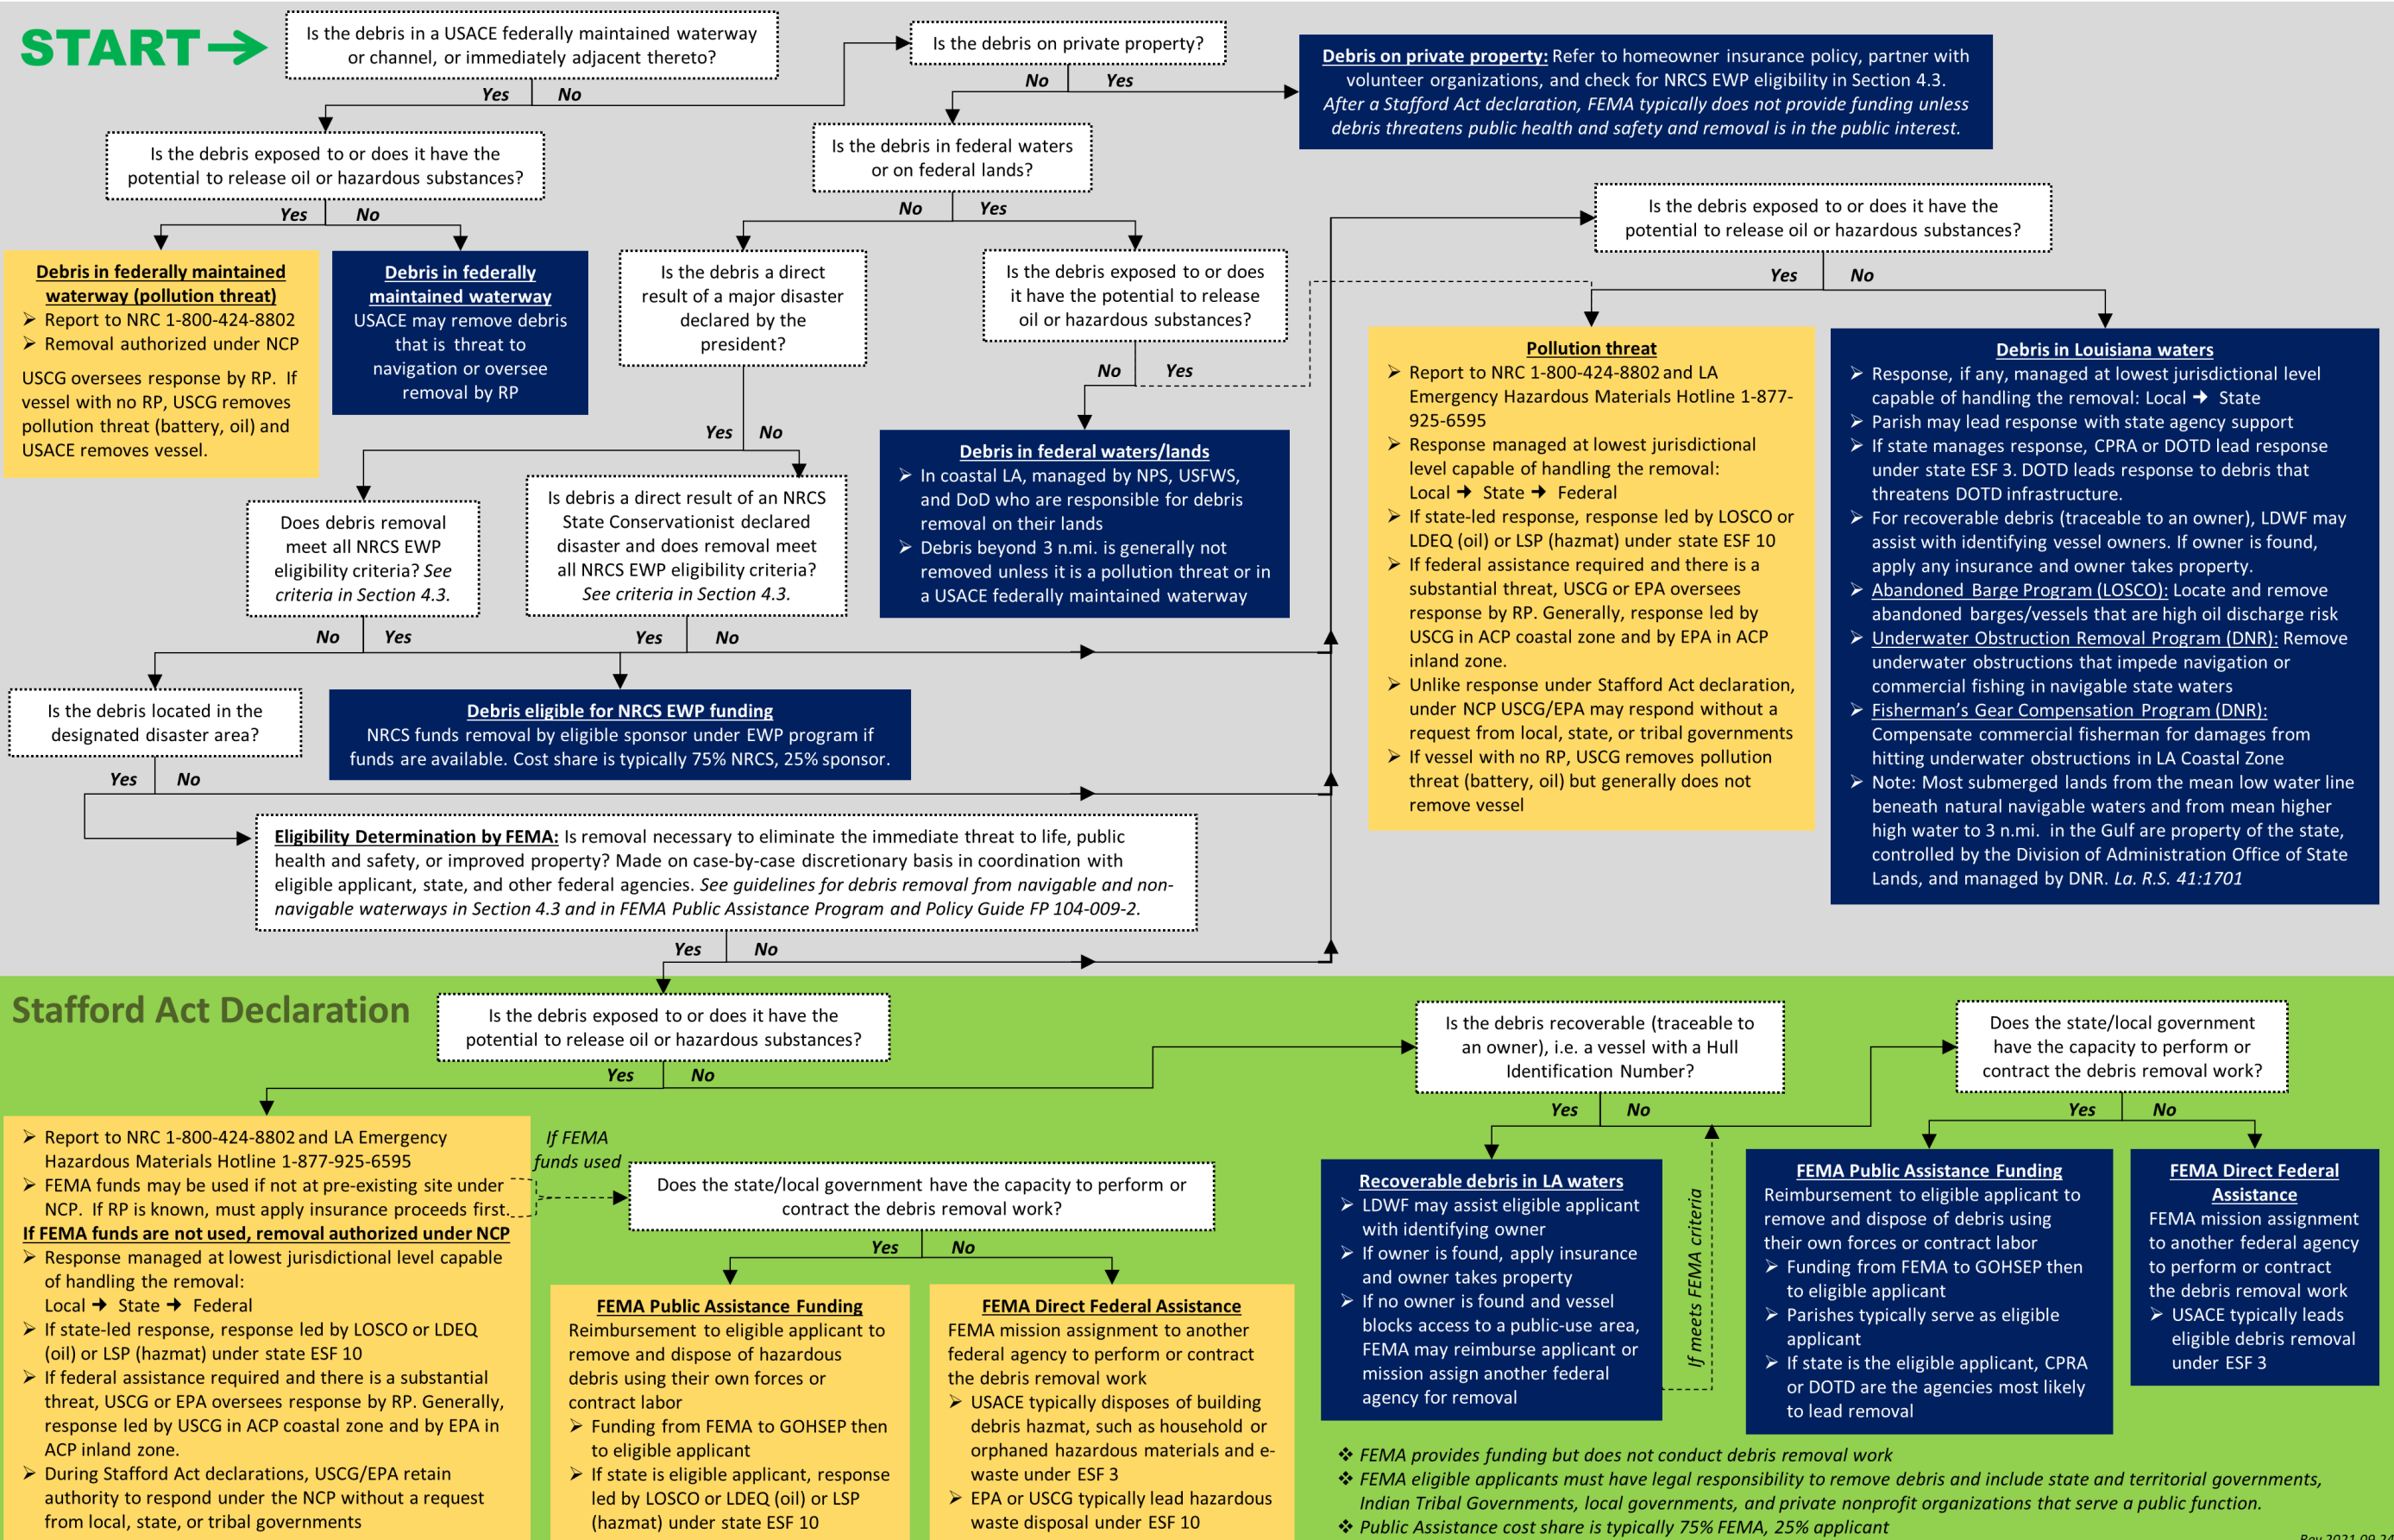 START
Is the debris in a USACE federally maintained waterway
or channel, or immediately adjacent thereto?
Yes
No
Is the debris on private property?
No
Yes
Debris on private property: Refer to homeowner insurance policy, partner with
volunteer organizations, and check for NRCS EWP eligibility in Section 4.3.
After a Stafford Act declaration, FEMA typically does not provide funding unless
debris threatens public health and safety and removal is in the public interest.
Is the debris exposed to or does it have the
potential to release oil or hazardous substances?
Yes
No
Is the debris in federal waters
or on federal lands?
No
Yes
Debris in federally maintained
waterway (pollution threat)
➢ Report to NRC 1-800-424-8802
➢ Removal authorized under NCP
USCG oversees response by RP. If
vessel with no RP, USCG removes
pollution threat (battery, oil) and
USACE removes vessel.
Debris in federally
maintained waterway
USACE may remove debris
that is threat to
navigation or oversee
removal by RP
Is the debris a direct
result of a major disaster
declared by the
president?
Yes
No
Is the debris exposed to or does
it have the potential to release
oil or hazardous substances?
No
Yes
Debris in federal waters/lands
➢ In coastal LA, managed by NPS, USFWS,
and DoD who are responsible for debris
removal on their lands
➢ Debris beyond 3 n.mi. is generally not
removed unless it is a pollution threat or in
a USACE federally maintained waterway
Does debris removal
meet all NRCS EWP
eligibility criteria? See
criteria in Section 4.3.
No
Yes
Is debris a direct result of an NRCS
State Conservationist declared
disaster and does removal meet
all NRCS EWP eligibility criteria?
See criteria in Section 4.3.
Yes
No
Is the debris located in the
designated disaster area?
Yes
No
Debris eligible for NRCS EWP funding
NRCS funds removal by eligible sponsor under EWP program if
funds are available. Cost share is typically 75% NRCS, 25% sponsor.
Eligibility Determination by FEMA: Is removal necessary to eliminate the immediate threat to life, public
health and safety, or improved property? Made on case-by-case discretionary basis in coordination with
eligible applicant, state, and other federal agencies. See guidelines for debris removal from navigable and non-
navigable waterways in Section 4.3 and in FEMA Public Assistance Program and Policy Guide FP 104-009-2.
Yes
No
Is the debris exposed to or does it have the
potential to release oil or hazardous substances?
Yes
No
Pollution threat
➢ Report to NRC 1-800-424-8802 and LA
Emergency Hazardous Materials Hotline 1-877-
925-6595
➢ Response managed at lowest jurisdictional
level capable of handling the removal:
Local ➔ State ➔ Federal
➢ If state-led response, response led by LOSCO or
LDEQ (oil) or LSP (hazmat) under state ESF 10
➢ If federal assistance required and there is a
substantial threat, USCG or EPA oversees
response by RP. Generally, response led by
USCG in ACP coastal zone and by EPA in ACP
inland zone.
➢ Unlike response under Stafford Act declaration,
under NCP USCG/EPA may respond without a
request from local, state, or tribal governments
➢ If vessel with no RP, USCG removes pollution
threat (battery, oil) but generally does not
remove vessel
Debris in Louisiana waters
➢ Response, if any, managed at lowest jurisdictional level
capable of handling the removal: Local ➔ State
➢ Parish may lead response with state agency support
➢ If state manages response, CPRA or DOTD lead response
under state ESF 3. DOTD leads response to debris that
threatens DOTD infrastructure.
➢ For recoverable debris (traceable to an owner), LDWF may
assist with identifying vessel owners. If owner is found,
apply any insurance and owner takes property.
➢ Abandoned Barge Program (LOSCO): Locate and remove
abandoned barges/vessels that are high oil discharge risk
➢ Underwater Obstruction Removal Program (DNR): Remove
underwater obstructions that impede navigation or
commercial fishing in navigable state waters
➢ Fisherman's Gear Compensation Program (DNR):
Compensate commercial fisherman for damages from
hitting underwater obstructions in LA Coastal Zone
➢ Note: Most submerged lands from the mean low water line
beneath natural navigable waters and from mean higher
high water to 3 n.mi. in the Gulf are property of the state,
controlled by the Division of Administration Office of State
Lands, and managed by DNR. La. R.S. 41:1701
Stafford Act Declaration
Is the debris exposed to or does it have the
potential to release oil or hazardous substances?
Yes
No
➢ Report to NRC 1-800-424-8802 and LA Emergency
Hazardous Materials Hotline 1-877-925-6595
➢ FEMA funds may be used if not at pre-existing site under
NCP. If RP is known, must apply insurance proceeds first.
If FEMA funds are not used, removal authorized under NCP
➢ Response managed at lowest jurisdictional level capable
of handling the removal:
Local ➔ State ➔ Federal
➢ If state-led response, response led by LOSCO or LDEQ
(oil) or LSP (hazmat) under state ESF 10
➢ If federal assistance required and there is a substantial
threat, USCG or EPA oversees response by RP. Generally,
response led by USCG in ACP coastal zone and by EPA in
ACP inland zone.
➢ During Stafford Act declarations, USCG/EPA retain
authority to respond under the NCP without a request
from local, state, or tribal governments
If FEMA
funds used
Does the state/local government have the capacity to perform or
contract the debris removal work?
Yes
No
FEMA Public Assistance Funding
Reimbursement to eligible applicant to
remove and dispose of hazardous
debris using their own forces or
contract labor
➢ Funding from FEMA to GOHSEP then
to eligible applicant
➢ If state is eligible applicant, response
led by LOSCO or LDEQ (oil) or LSP
(hazmat) under state ESF 10
FEMA Direct Federal Assistance
FEMA mission assignment to another
federal agency to perform or contract
the debris removal work
➢ USACE typically disposes of building
debris hazmat, such as household or
orphaned hazardous materials and e-
waste under ESF 3
➢ EPA or USCG typically lead hazardous
waste disposal under ESF 10
Is the debris recoverable (traceable to
an owner), i.e. a vessel with a Hull
Identification Number?
Yes
No
Recoverable debris in LA waters
➢ LDWF may assist eligible applicant
with identifying owner
➢ If owner is found, apply insurance
and owner takes property
➢ If no owner is found and vessel
blocks access to a public-use area,
FEMA may reimburse applicant or
mission assign another federal
agency for removal
If meets FEMA criteria
Does the state/local government
have the capacity to perform or
contract the debris removal work?
Yes
No
FEMA Public Assistance Funding
Reimbursement to eligible applicant to
remove and dispose of debris using
their own forces or contract labor
➢ Funding from FEMA to GOHSEP then
to eligible applicant
➢ Parishes typically serve as eligible
applicant
➢ If state is the eligible applicant, CPRA
or DOTD are the agencies most likely
to lead removal
FEMA Direct Federal
Assistance
FEMA mission assignment
to another federal agency
to perform or contract
the debris removal work
➢ USACE typically leads
eligible debris removal
under ESF 3
❖ FEMA provides funding but does not conduct debris removal work
❖ FEMA eligible applicants must have legal responsibility to remove debris and include state and territorial governments,
Indian Tribal Governments, local governments, and private nonprofit organizations that serve a public function.
❖ Public Assistance cost share is typically 75% FEMA, 25% applicant
Rev 2021.09.24